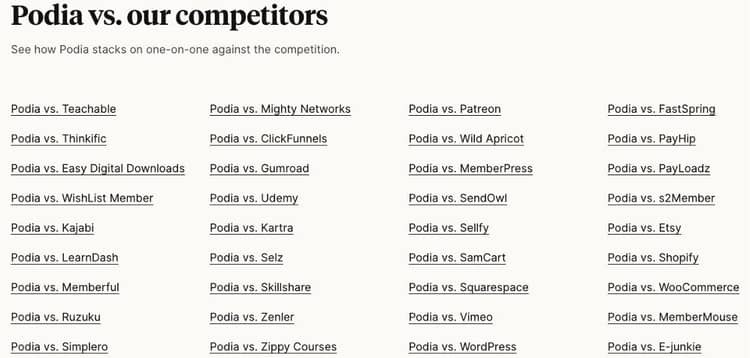 Podia vs. our competitors
See how Podia stacks on one-on-one against the competition.
Podia vs. Teachable
Podia vs. Thinkific
Podia vs. Easy Digital Downloads
Podia vs. WishList Member
Podia vs. Kajabi
Podia vs. LearnDash
Podia vs. Memberful
Podia vs. Ruzuku
Podia vs. Simplero
Podia vs. Mighty Networks
Podia vs. ClickFunnels
Podia vs. Gumroad
Podia vs. Udemy
Podia vs. Kartra
Podia vs. Selz
Podia vs. Skillshare
Podia vs. Zenler
Podia vs. Zippy Courses
Podia vs. Patreon
Podia vs. Wild Apricot
Podia vs. MemberPress
Podia vs. SendOwl
Podia vs. Sellfy
Podia vs. SamCart
Podia vs. Squarespace
Podia vs. Vimeo
Podia vs. WordPress
Podia vs. FastSpring
Podia vs. PayHip
Podia vs. PayLoadz
Podia vs. s2Member
Podia vs. Etsy
Podia vs. Shopify
Podia vs. WooCommerce
Podia vs. MemberMouse
Podia vs. E-junkie